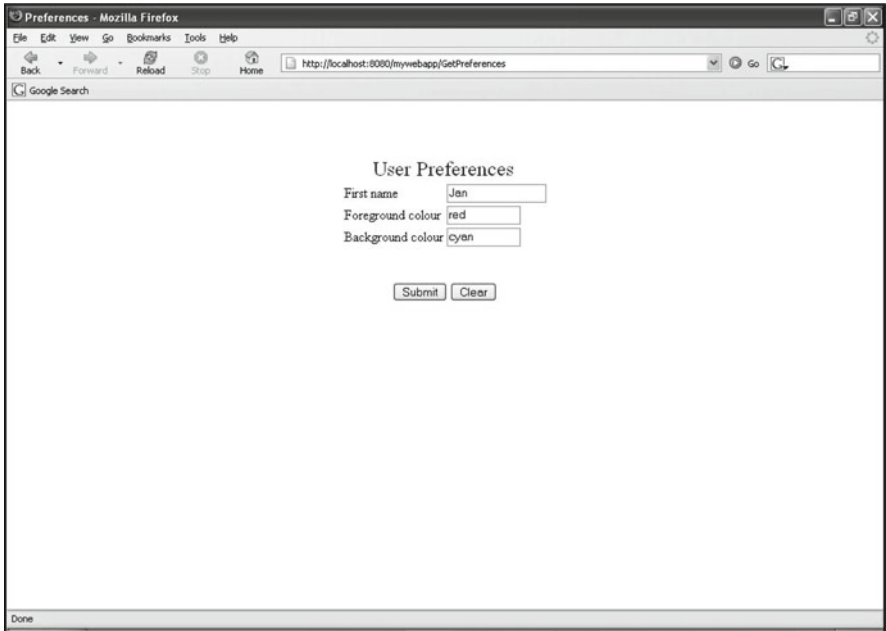 Preferences - Mozilla Firefox
File Edit View Go Bookmarks Tools Help
Back Forward Reload Stop Home http://localhost:8080/mywebapp/GetPreferences Go G
G Google Search
User Preferences
First name Jan
Foreground colour red
Background colour cyan
Submit Clear
Done